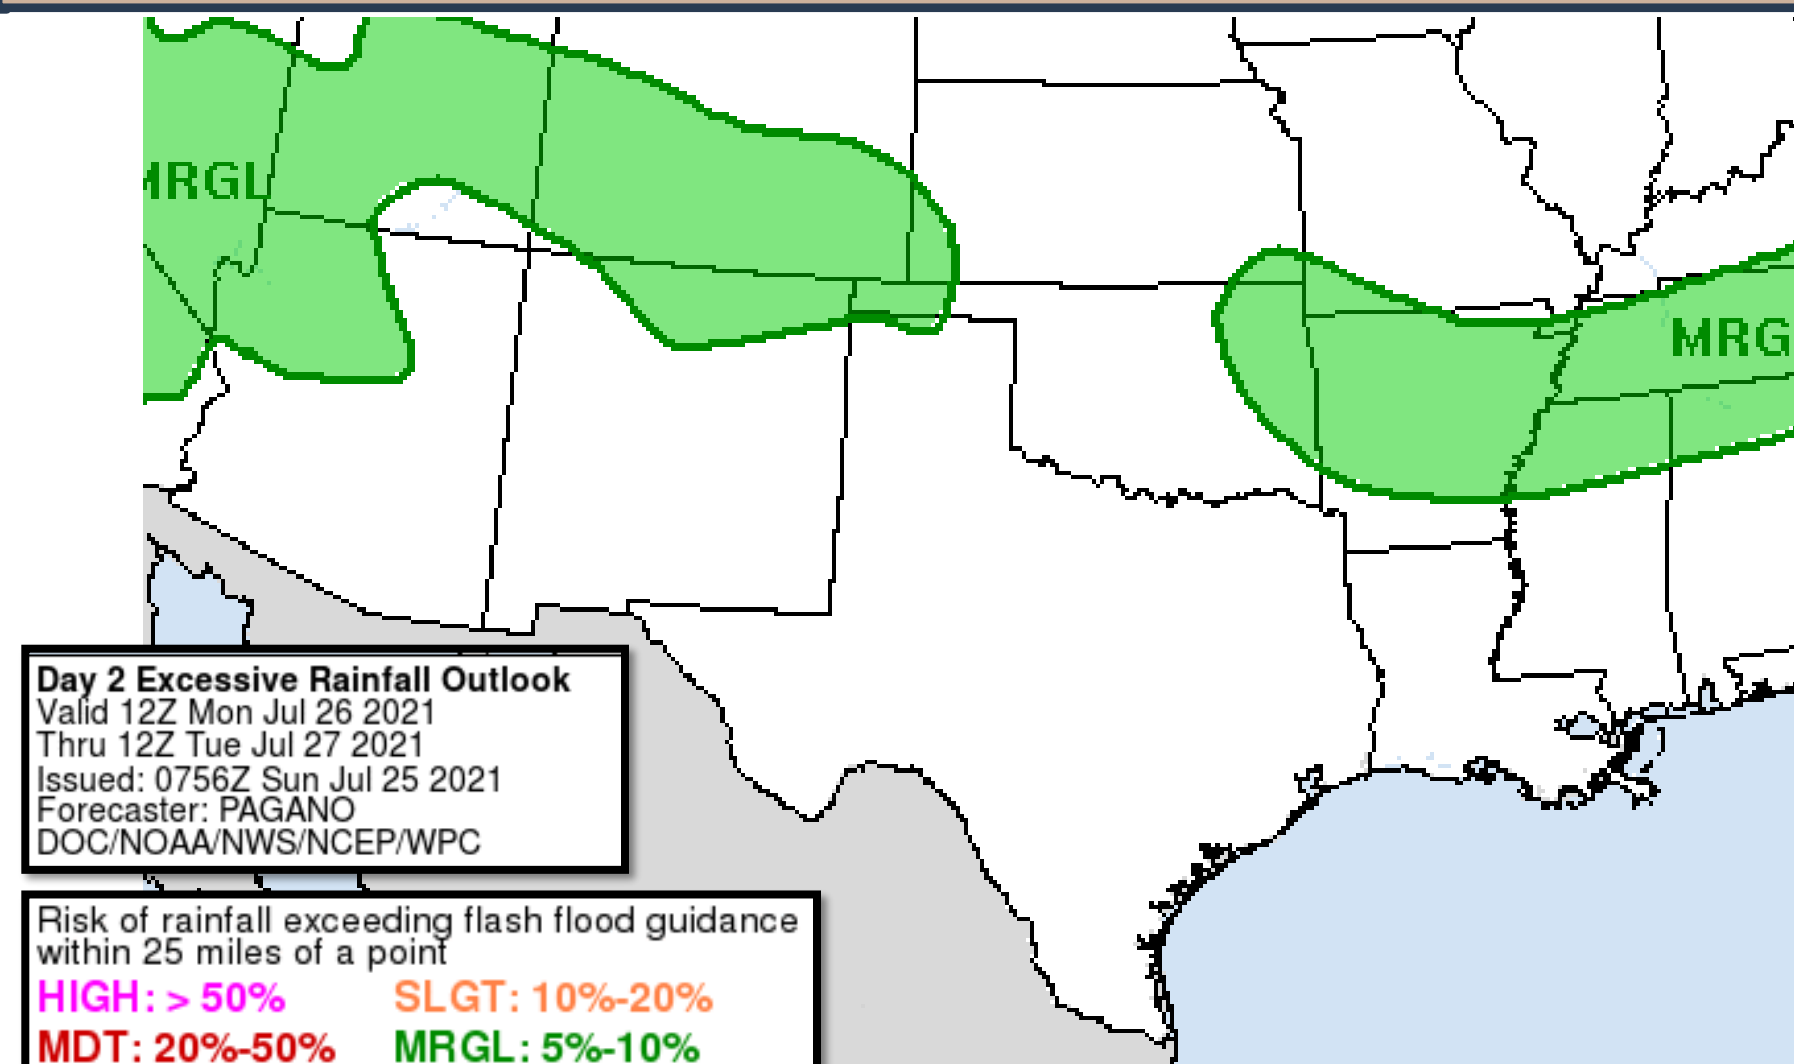 MRGL
MRG
Day 2 Excessive Rainfall Outlook
Valid 12Z Mon Jul 26 2021
Thru 12Z Tue Jul 27 2021
Issued: 0756Z Sun Jul 25 2021
Forecaster: PAGANO
DOC/NOAA/NWS/NCEP/WPC
Risk of rainfall exceeding flash flood guidance
within 25 miles of a point
HIGH: > 50% SLGT: 10%-20%
MDT: 20%-50% MRGL: 5%-10%